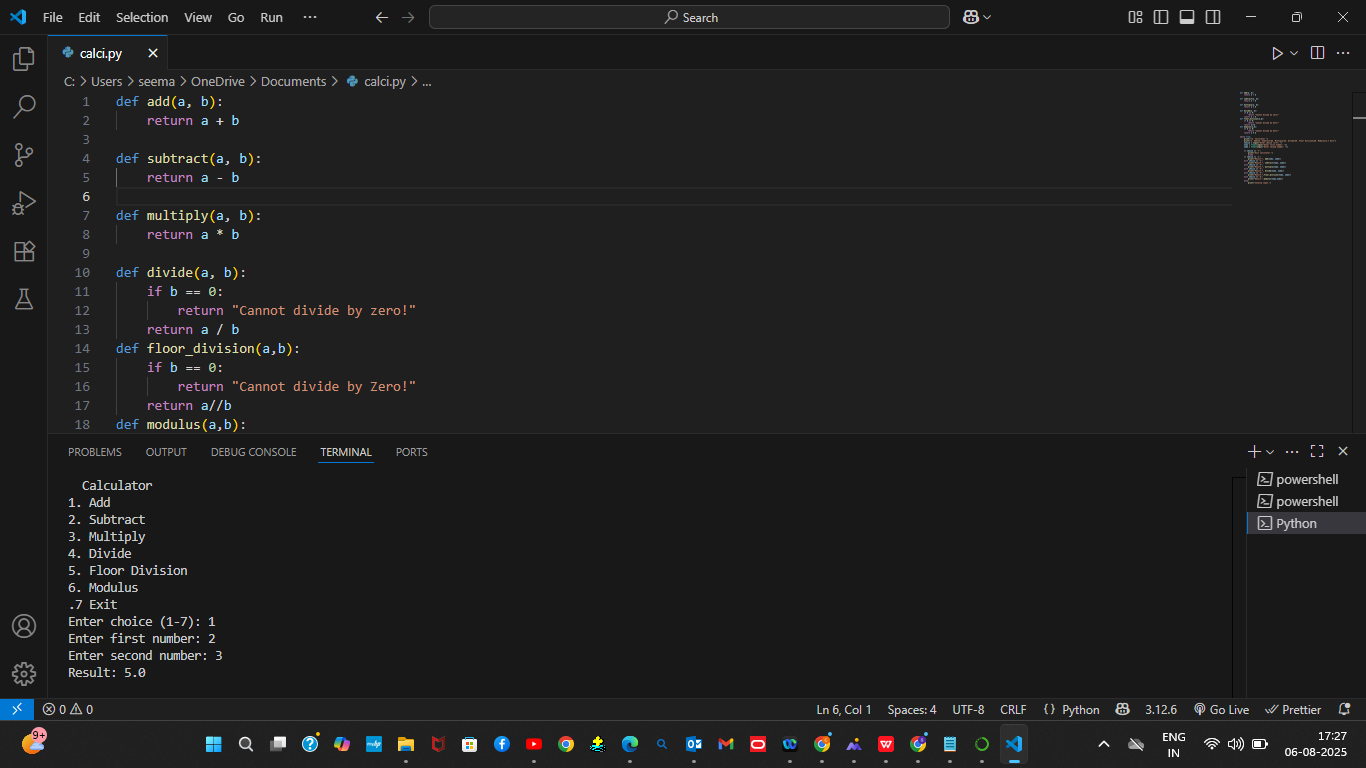 File Edit Selection View Go Run ··· Search
calci.py
C: > Users > seema > OneDrive > Documents > calci.py > ...
1 def add(a, b):
2 return a + b
3
4 def subtract(a, b):
5 return a - b
6
7 def multiply(a, b):
8 return a * b
9
10 def divide(a, b):
11 if b == 0:
12 return "Cannot divide by zero!"
13 return a / b
14 def floor_division(a,b):
15 if b == 0:
16 return "Cannot divide by Zero!"
17 return a//b
18 def modulus(a,b):
PROBLEMS OUTPUT DEBUG CONSOLE TERMINAL PORTS
Calculator
1. Add
2. Subtract
3. Multiply
4. Divide
5. Floor Division
6. Modulus
.7 Exit
Enter choice (1-7): 1
Enter first number: 2
Enter second number: 3
Result: 5.0
powershell
powershell
Python
0 0 Ln 6, Col 1 Spaces: 4 UTF-8 CRLF {} Python 3.12.6 Go Live Prettier
9+
ENG
IN
17:27
06-08-2025